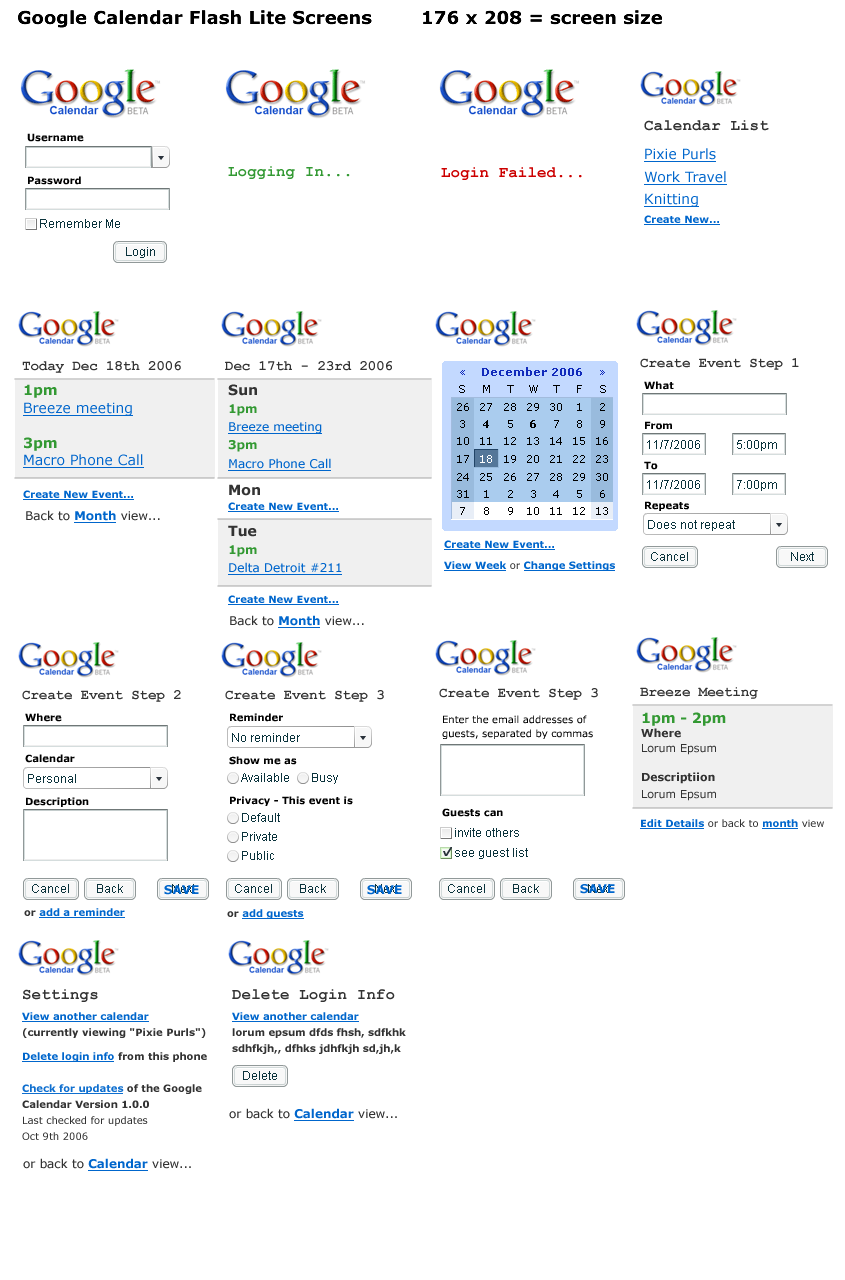 Google Calendar Flash Lite Screens
176 x 208 = screen size
Google™
Calendar BETA
Username
Password
Remember Me
Login
Google™
Calendar BETA
Logging In...
Google™
Calendar BETA
Login Failed...
Google™
Calendar BETA
Calendar List
Pixie Purls
Work Travel
Knitting
Create New...
Google™
Calendar BETA
Today Dec 18th 2006
1pm
Breeze meeting
3pm
Macro Phone Call
Create New Event...
Back to Month view...
Google™
Calendar BETA
Dec 17th - 23rd 2006
Sun
1pm
Breeze meeting
3pm
Macro Phone Call
Mon
Create New Event...
Tue
1pm
Delta Detroit #211
Create New Event...
Back to Month view...
Google™
Calendar BETA
« December 2006 »
S M T W T F S
26 27 28 29 30 1 2
3 4 5 6 7 8 9
10 11 12 13 14 15 16
17 18 19 20 21 22 23
24 25 26 27 28 29 30
31 1 2 3 4 5 6
7 8 9 10 11 12 13
Create New Event...
View Week or Change Settings
Google™
Calendar BETA
Create Event Step 1
What
From
11/7/2006 5:00pm
To
11/7/2006 7:00pm
Repeats
Does not repeat
Cancel Next
Google™
Calendar BETA
Create Event Step 2
Where
Calendar
Personal
Description
Cancel Back SAVE
or add a reminder
Google™
Calendar BETA
Create Event Step 3
Reminder
No reminder
Show me as
Available Busy
Privacy - This event is
Default
Private
Public
Cancel Back SAVE
or add guests
Google™
Calendar BETA
Create Event Step 3
Enter the email addresses of
guests, separated by commas
Guests can
invite others
see guest list
Cancel Back SAVE
Google™
Calendar BETA
Breeze Meeting
1pm - 2pm
Where
Lorum Epsum
Descriptiion
Lorum Epsum
Edit Details or back to month view
Google™
Calendar BETA
Settings
View another calendar
(currently viewing "Pixie Purls")
Delete login info from this phone
Check for updates of the Google
Calendar Version 1.0.0
Last checked for updates
Oct 9th 2006
or back to Calendar view...
Google™
Calendar BETA
Delete Login Info
View another calendar
lorum epsum dfds fhsh, sdfkhk
sdhfkjh,, dfhks jdhfkjh sd,jh,k
Delete
or back to Calendar view...